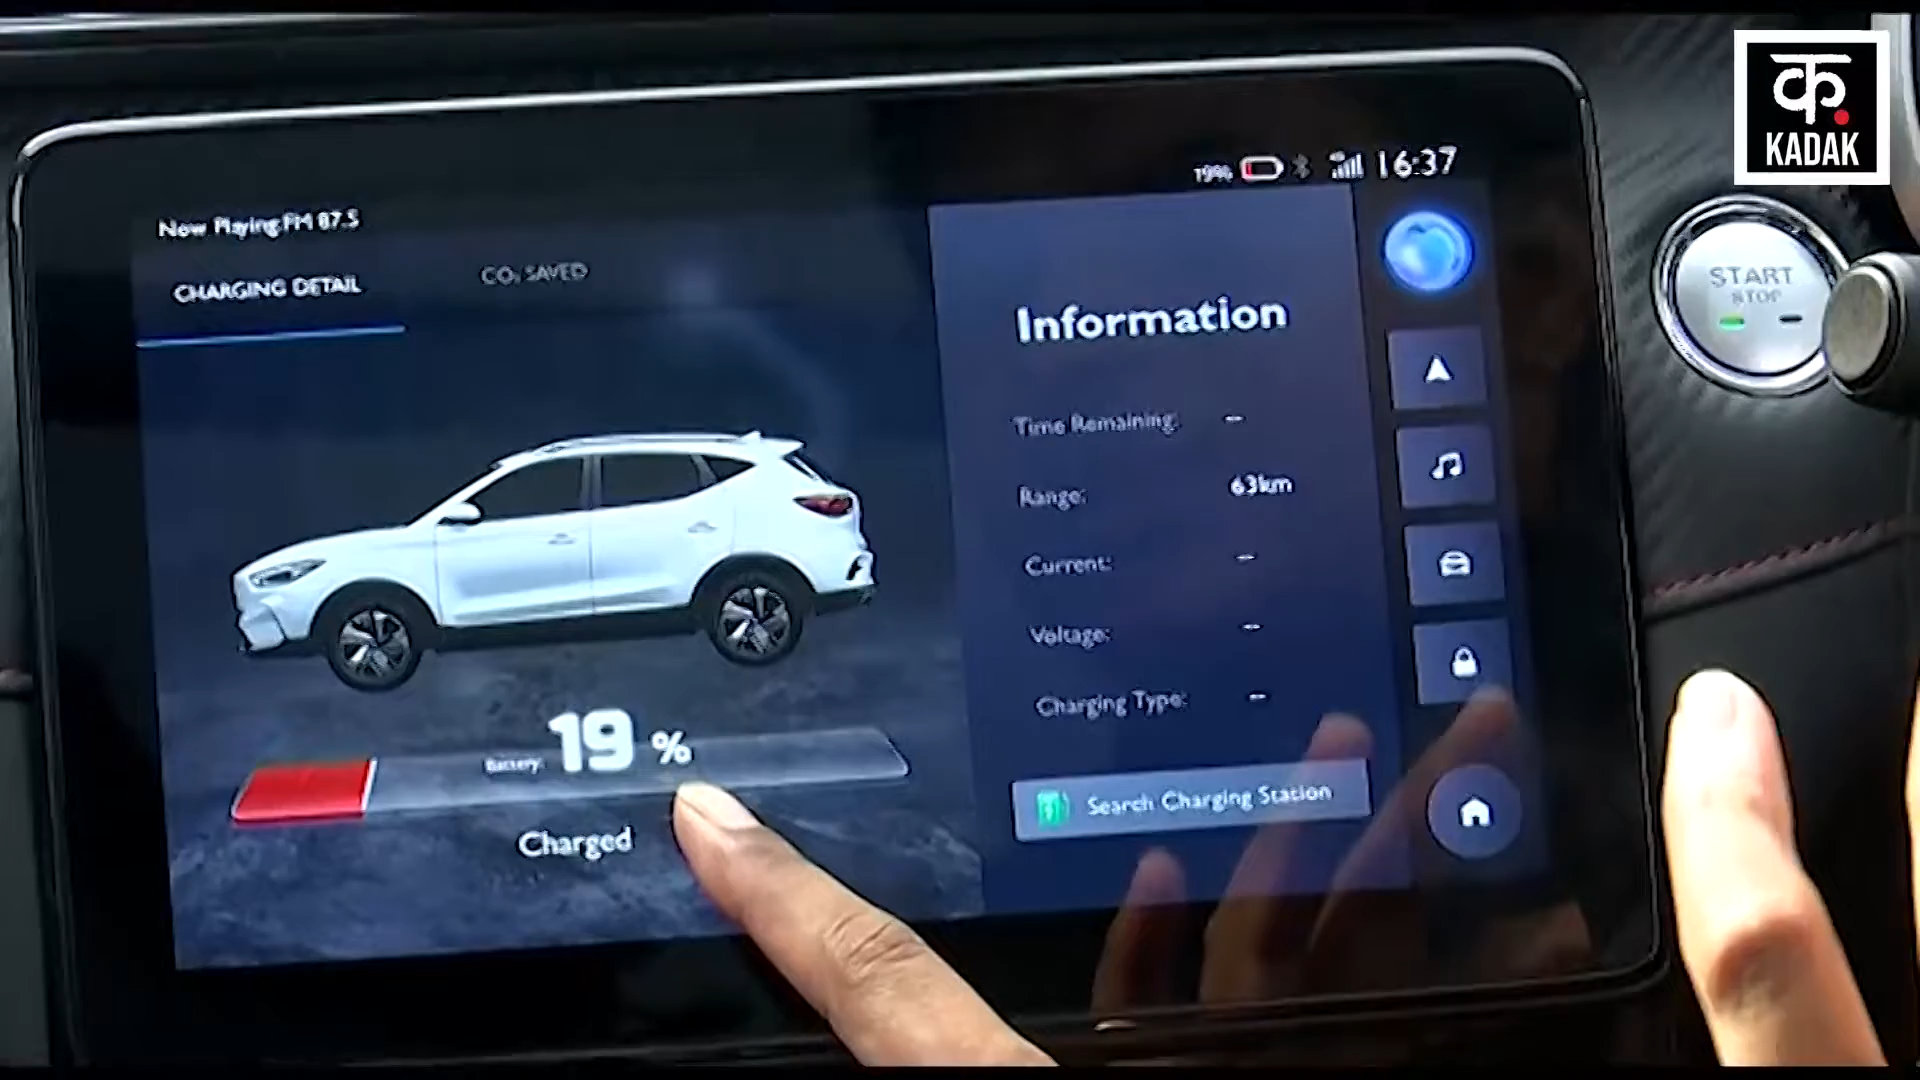 क.
KADAK
19% 16:37
Now Playing:FM 87.5
CHARGING DETAIL
CO₂ SAVED
START
STOP
Information
Time Remaining: --
Range: 63km
Current: --
Voltage: --
Charging Type: --
Battery: 19 %
Charged
Search Charging Station